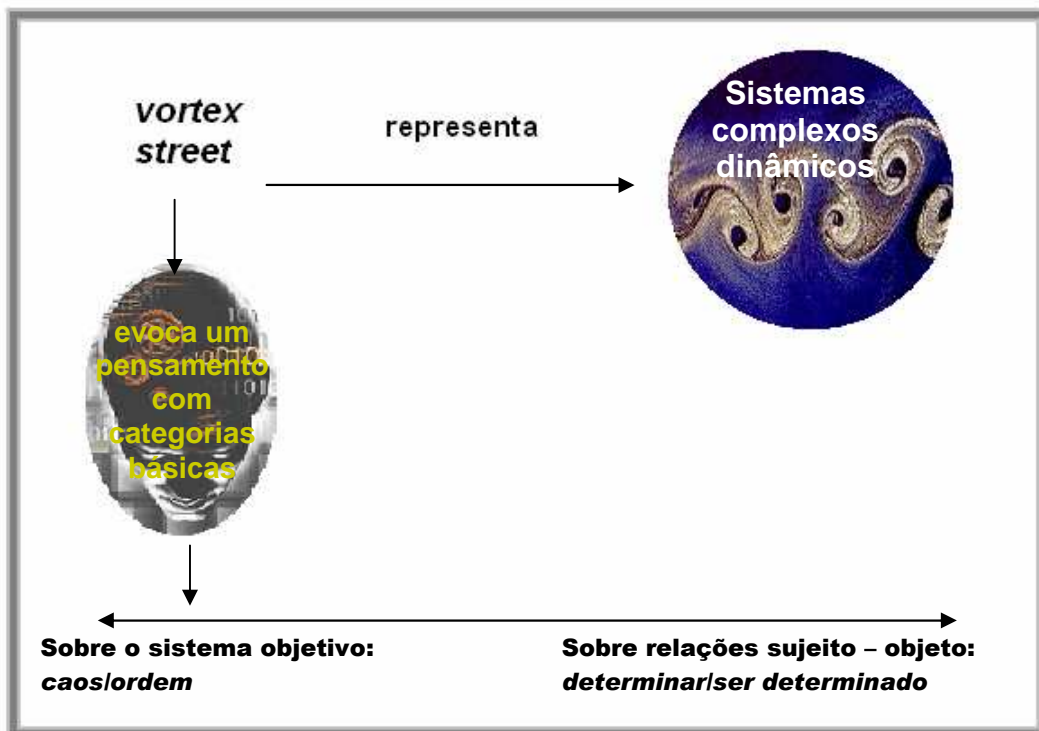 vortex
street
representa
Sistemas
complexos
dinâmicos
evoca um
pensamento
com
categorias
básicas
Sobre o sistema objetivo:
caos/ordem
Sobre relações sujeito – objeto:
determinar/ser determinado